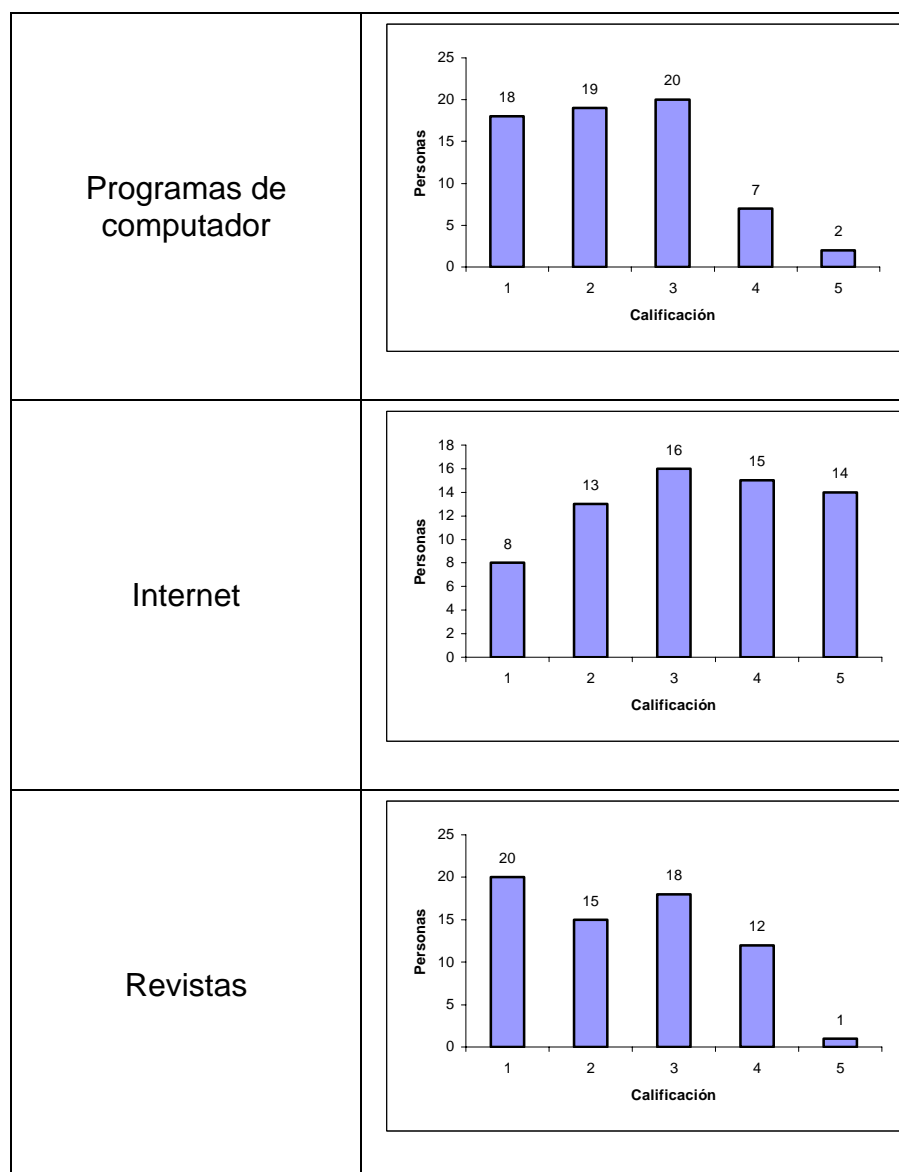 Programas de
computador
25
20
15
10
5
0
Personas
18
19
20
7
2
1 2 3 4 5
Calificación
Internet
18
16
14
12
10
8
6
4
2
0
Personas
8
13
16
15
14
1 2 3 4 5
Calificación
Revistas
25
20
15
10
5
0
Personas
20
15
18
12
1
1 2 3 4 5
Calificación